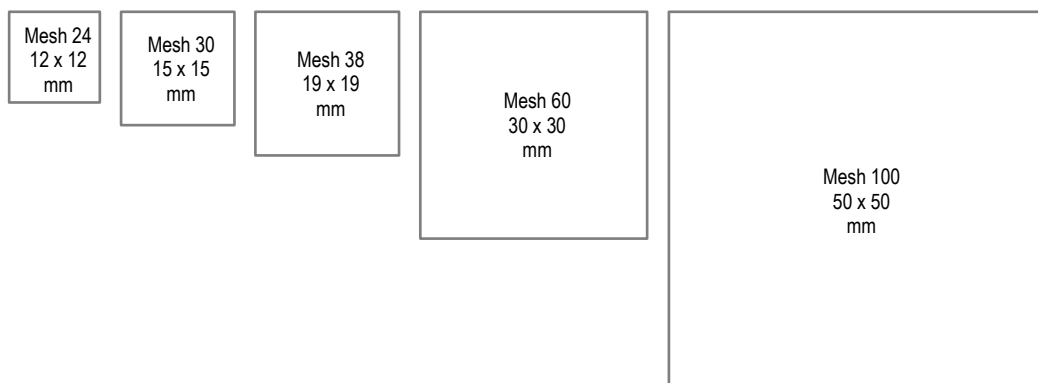 Mesh 24
12 x 12
mm
Mesh 30
15 x 15
mm
Mesh 38
19 x 19
mm
Mesh 60
30 x 30
mm
Mesh 100
50 x 50
mm